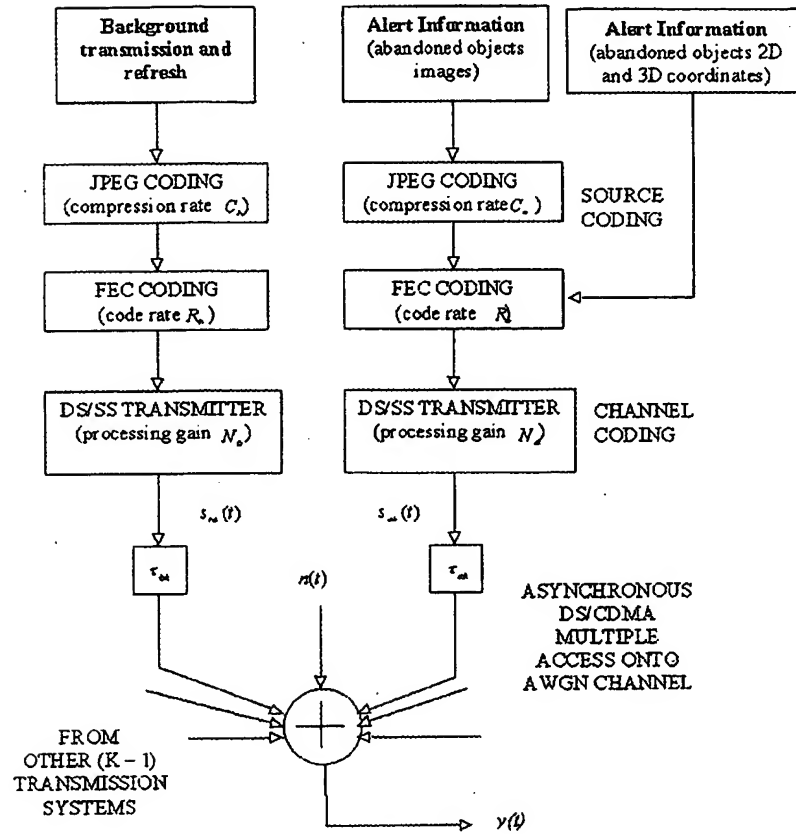 Background
transmission and
refresh
Alert Information
(abandoned objects
images)
Alert Information
(abandoned objects 2D
and 3D coordinates)
JPEG CODING
(compression rate
JPEG CODING
(compression rate
SOURCE
CODING
FEC CODING
(code rate
FEC CODING
(code rate
DS/SS TRANSMITTER
(processing gain
DS/SS TRANSMITTER
(processing gain
CHANNEL
CODING
n(t)
ASYNCHRONOUS
DS/CDMA
MULTIPLE
ACCESS ONTO
AWGN CHANNEL
FROM
OTHER (K – 1)
TRANSMISSION
SYSTEMS
y(t)